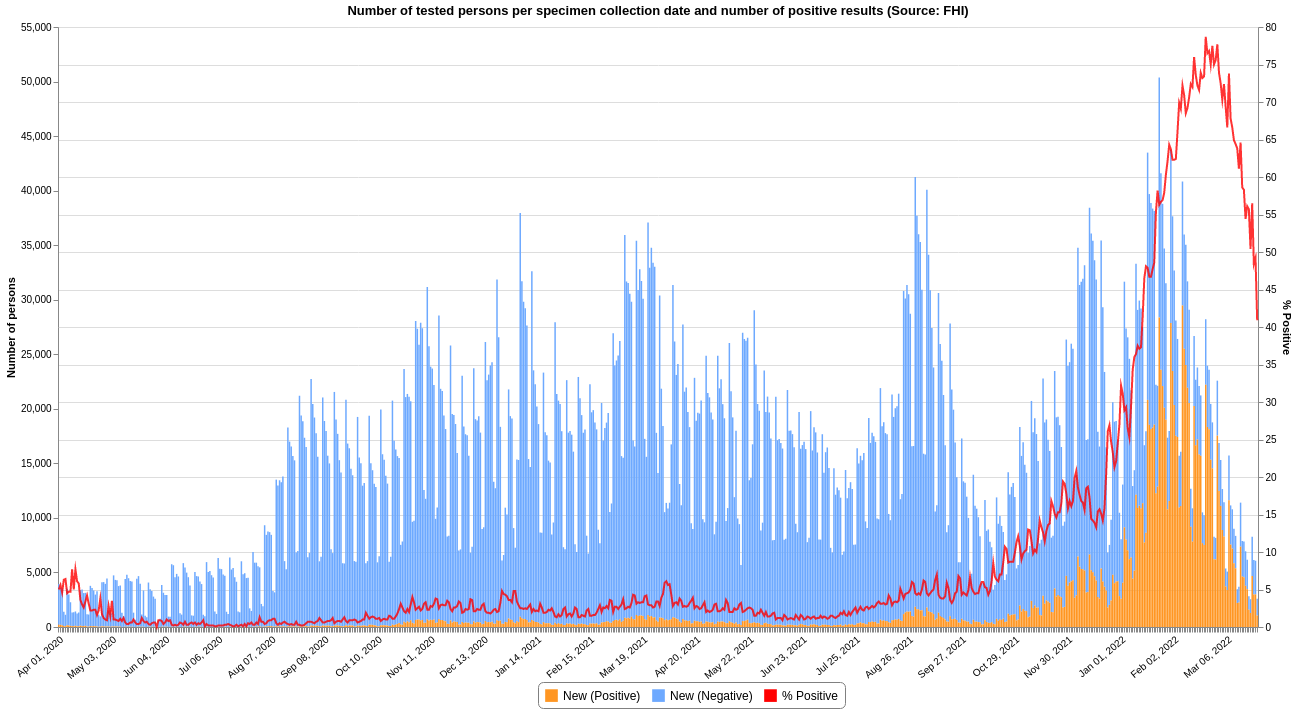 Number of tested persons per specimen collection date and number of positive results (Source: FHI)
55,000
50,000
45,000
40,000
35,000
30,000
25,000
20,000
15,000
10,000
5,000
0
Number of persons
80
75
70
65
60
55
50
45
40
35
30
25
20
15
10
5
0
% Positive
Apr 01, 2020
May 03, 2020
Jun 04, 2020
Jul 06, 2020
Aug 07, 2020
Sep 08, 2020
Oct 10, 2020
Nov 11, 2020
Dec 13, 2020
Jan 14, 2021
Feb 15, 2021
Mar 19, 2021
Apr 20, 2021
May 22, 2021
Jun 23, 2021
Jul 25, 2021
Aug 26, 2021
Sep 27, 2021
Oct 29, 2021
Nov 30, 2021
Jan 01, 2022
Feb 02, 2022
Mar 06, 2022
New (Positive) New (Negative) % Positive